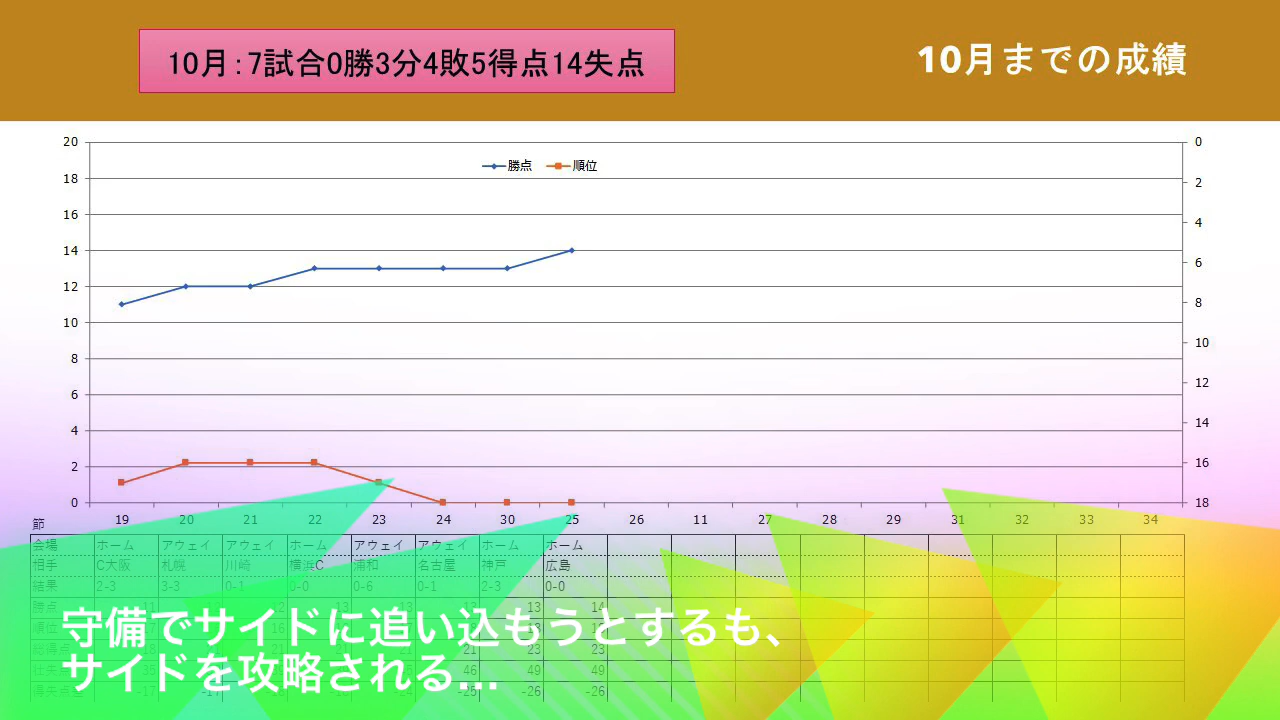 10月：7試合0勝3分4敗5得点14失点
10月までの成績
勝点 順位
20 0
18 2
16 4
14 6
12 8
10 10
8 12
6 14
4 16
2 18
0
節 19 20 21 22 23 24 30 25 26 11 27 28 29 31 32 33 34
会場 ホーム アウェイ アウェイ ホーム アウェイ アウェイ ホーム ホーム
相手 C大阪 札幌 川崎 横浜C 浦和 名古屋 神戸 広島
結果 2-3 3-3 0-1 0-0 0-6 0-1 2-3 0-0
勝点 11 12 13 13 13 13 14
守備でサイドに追い込もうとするも、
サイドを攻略される…